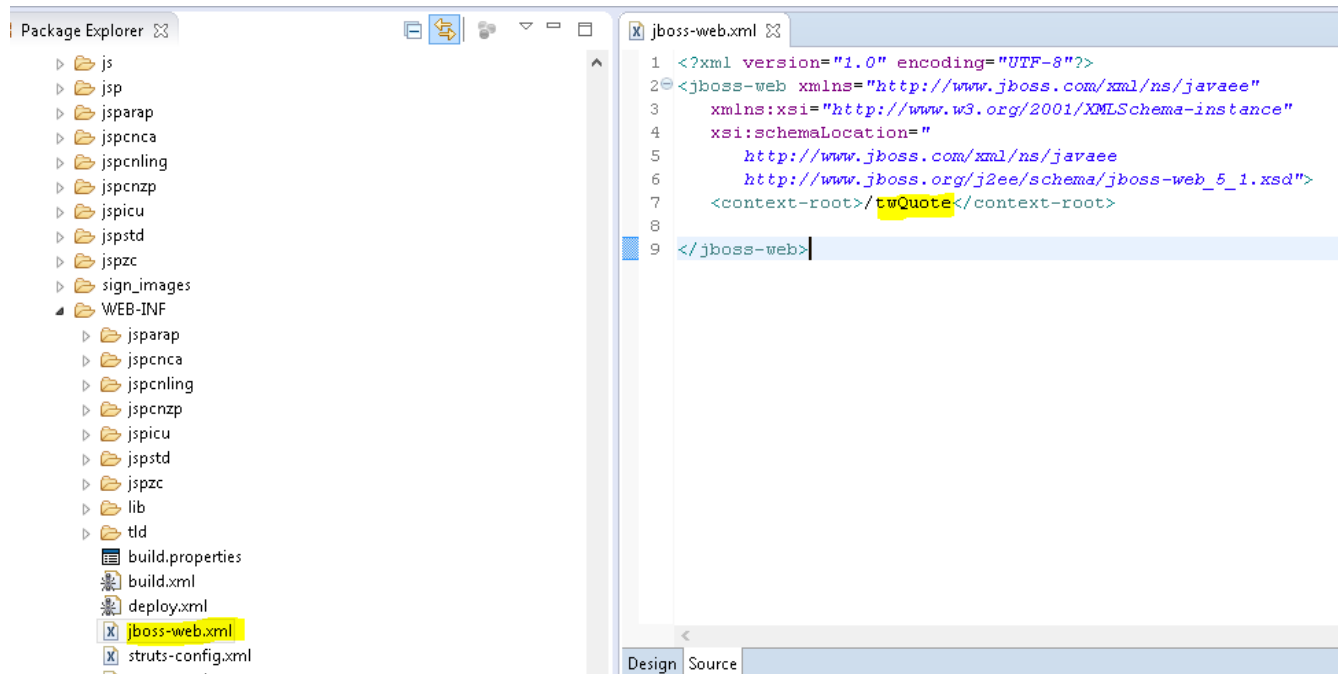 Package Explorer
js
jsp
jsparap
jspcnca
jspcnling
jspcnzp
jspicu
jspstd
jspzc
sign_images
WEB-INF
jsparap
jspcnca
jspcnling
jspcnzp
jspicu
jspstd
jspzc
lib
tld
build.properties
build.xml
deploy.xml
jboss-web.xml
struts-config.xml
jboss-web.xml
1 <?xml version="1.0" encoding="UTF-8"?>
2 <jboss-web xmlns="http://www.jboss.com/xml/ns/javaee"
3 xmlns:xsi="http://www.w3.org/2001/XMLSchema-instance"
4 xsi:schemaLocation="
5 http://www.jboss.com/xml/ns/javaee
6 http://www.jboss.org/j2ee/schema/jboss-web_5_1.xsd">
7 <context-root>/twQuote</context-root>
8
9 </jboss-web>
Design Source